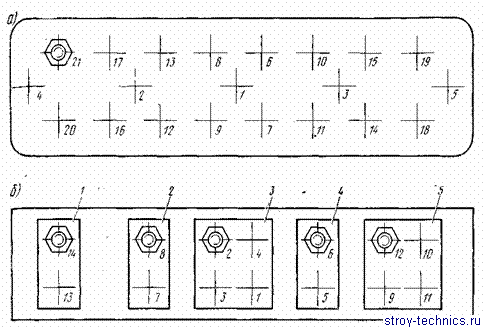 а)
21 17 13 8 6 10 15 19
4 2 1 3 5
20 16 12 9 7 11 14 18
б)
1 2 3 4 5
14 8 2 4 6 12 10
13 7 3 1 5 9 11
stroy-technics.ru